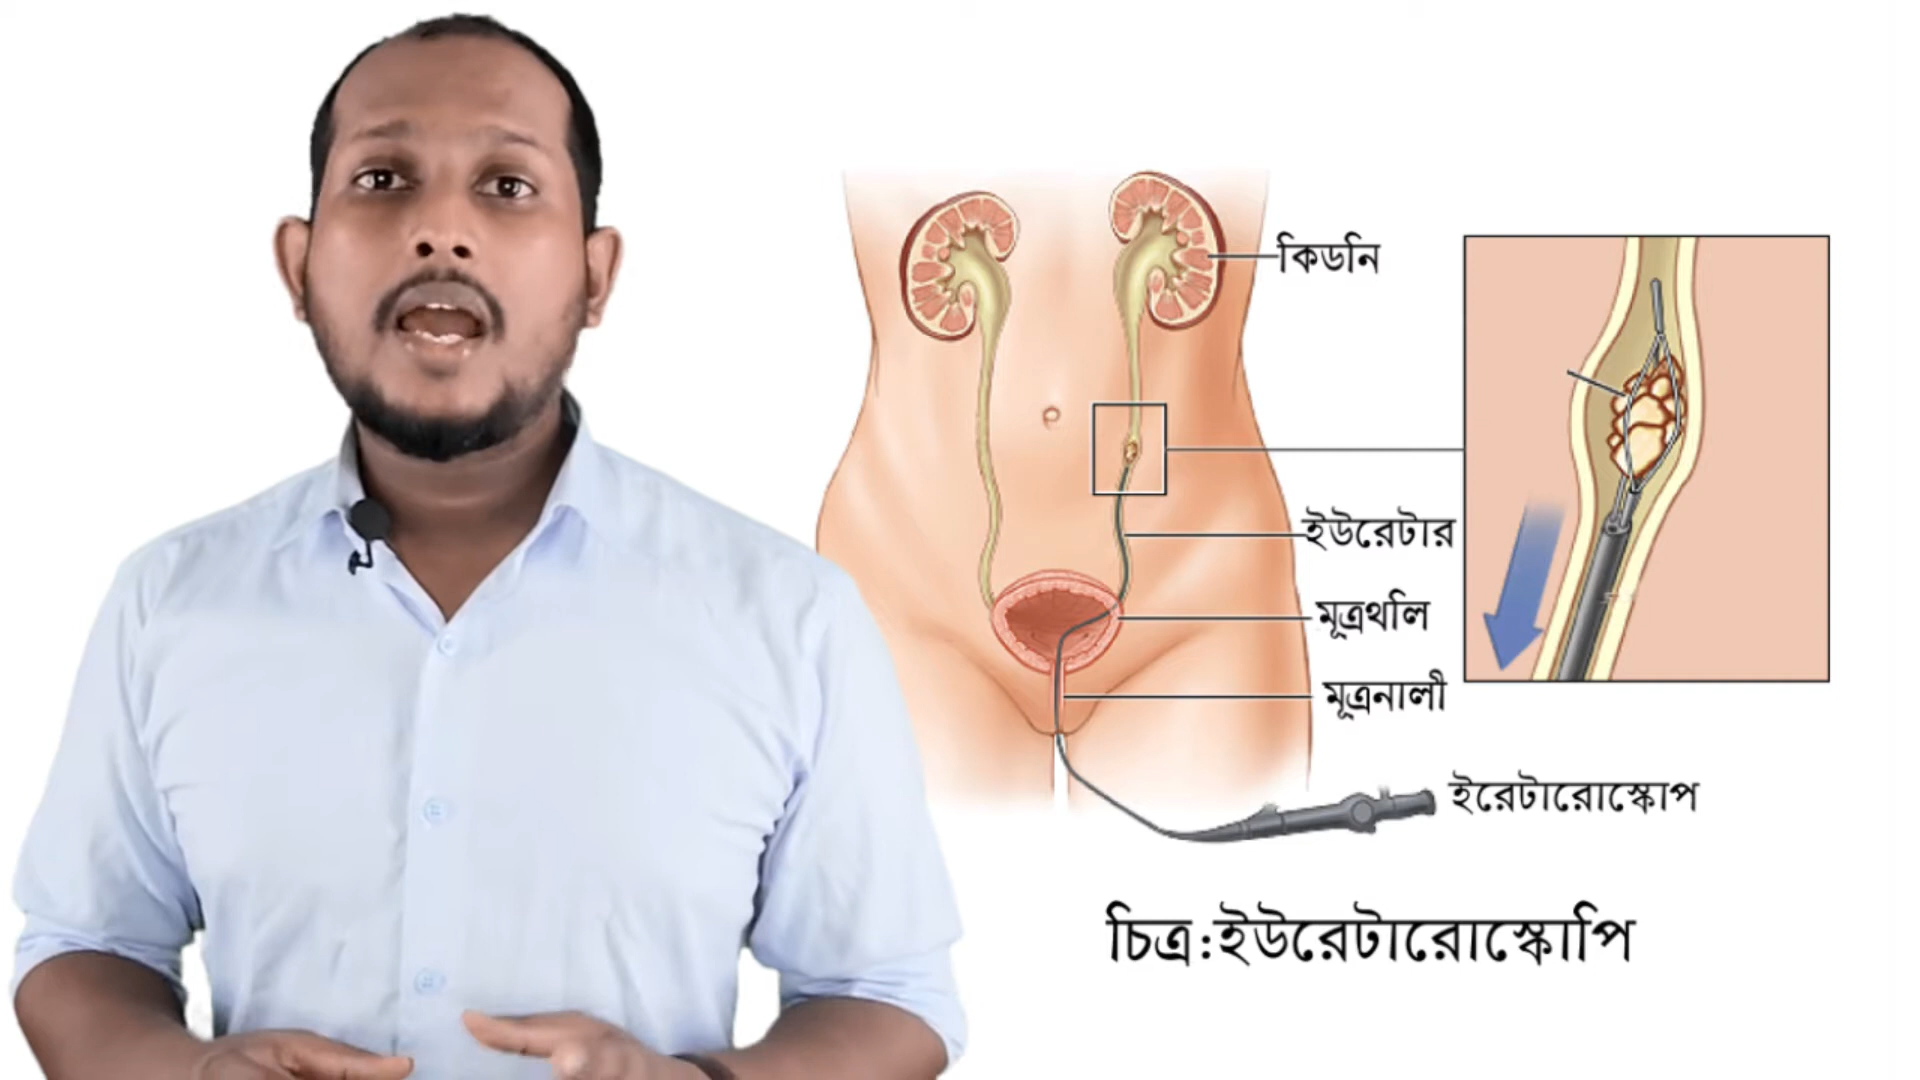 কিডনি
ইউরেটার
মূত্রথলি
মূত্রনালী
ইরেটারোস্কোপ
চিত্র:ইউরেটারোস্কোপি